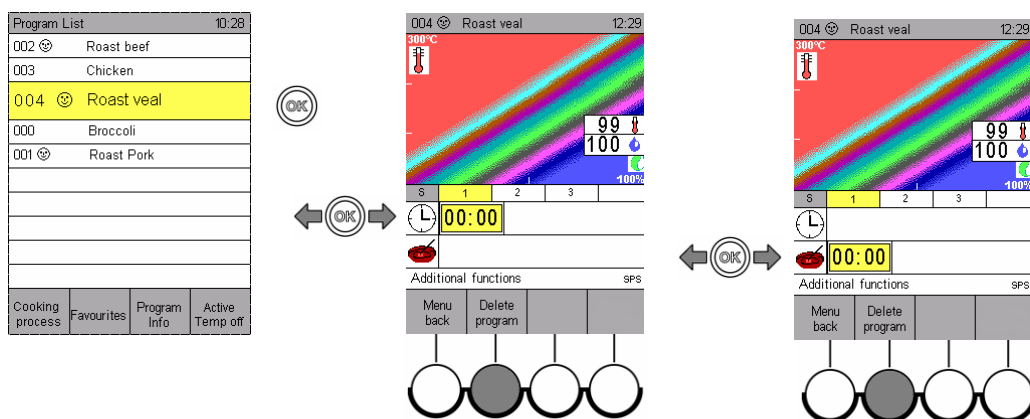 Program List 10:28
002 Roast beef
003 Chicken
004 Roast veal
000 Broccoli
001 Roast Pork
Cooking process
Favourites
Program Info
Active Temp off
OK
OK
004 Roast veal 12:29
300°C
99
100
100%
S 1 2 3
00:00
Additional functions SPS
Menu back
Delete program
OK
004 Roast veal 12:29
300°C
99
100
100%
S 1 2 3
00:00
Additional functions SPS
Menu back
Delete program